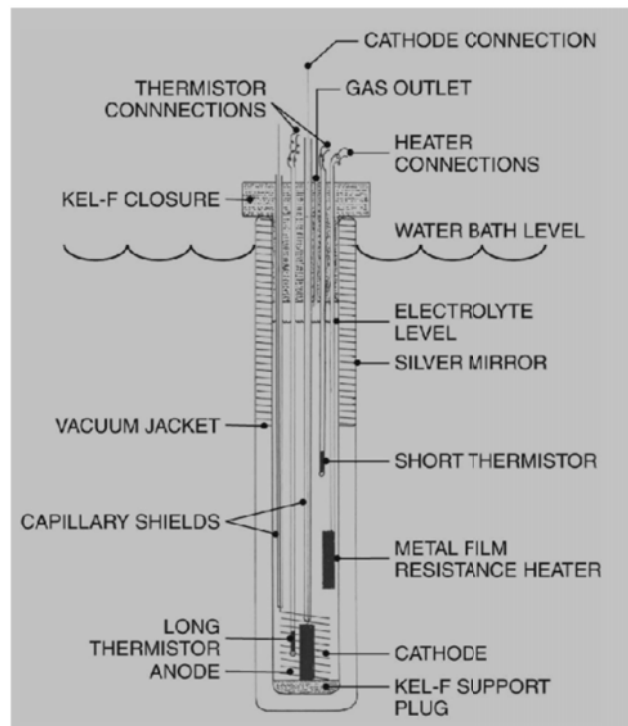 CATHODE CONNECTION
THERMISTOR
CONNNECTIONS
GAS OUTLET
HEATER
CONNECTIONS
KEL-F CLOSURE
WATER BATH LEVEL
ELECTROLYTE
LEVEL
SILVER MIRROR
VACUUM JACKET
SHORT THERMISTOR
CAPILLARY SHIELDS
METAL FILM
RESISTANCE HEATER
LONG
THERMISTOR
ANODE
CATHODE
KEL-F SUPPORT
PLUG